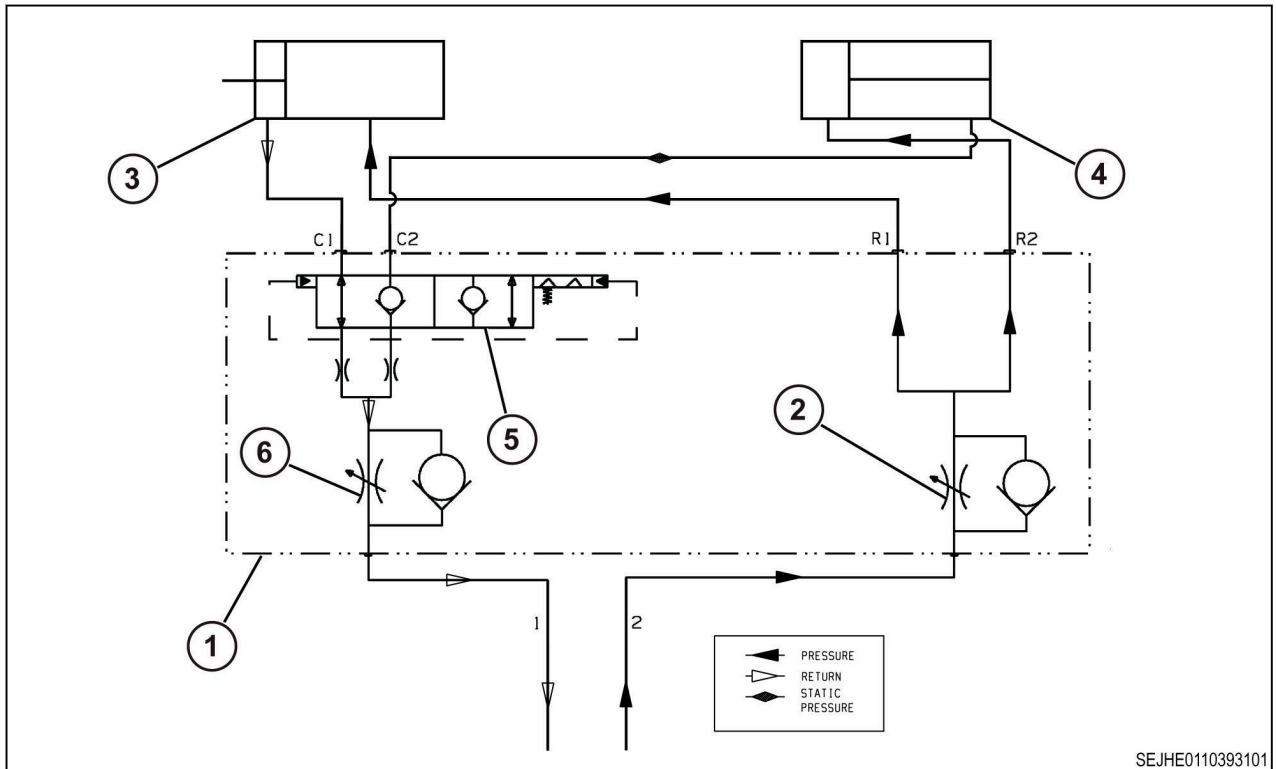 3
4
C1
C2
R1
R2
5
2
6
1
1
2
PRESSURE
RETURN
STATIC
PRESSURE
SEJHE0110393101